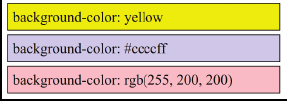 background-color: yellow
background-color: #ccccff
background-color: rgb(255, 200, 200)